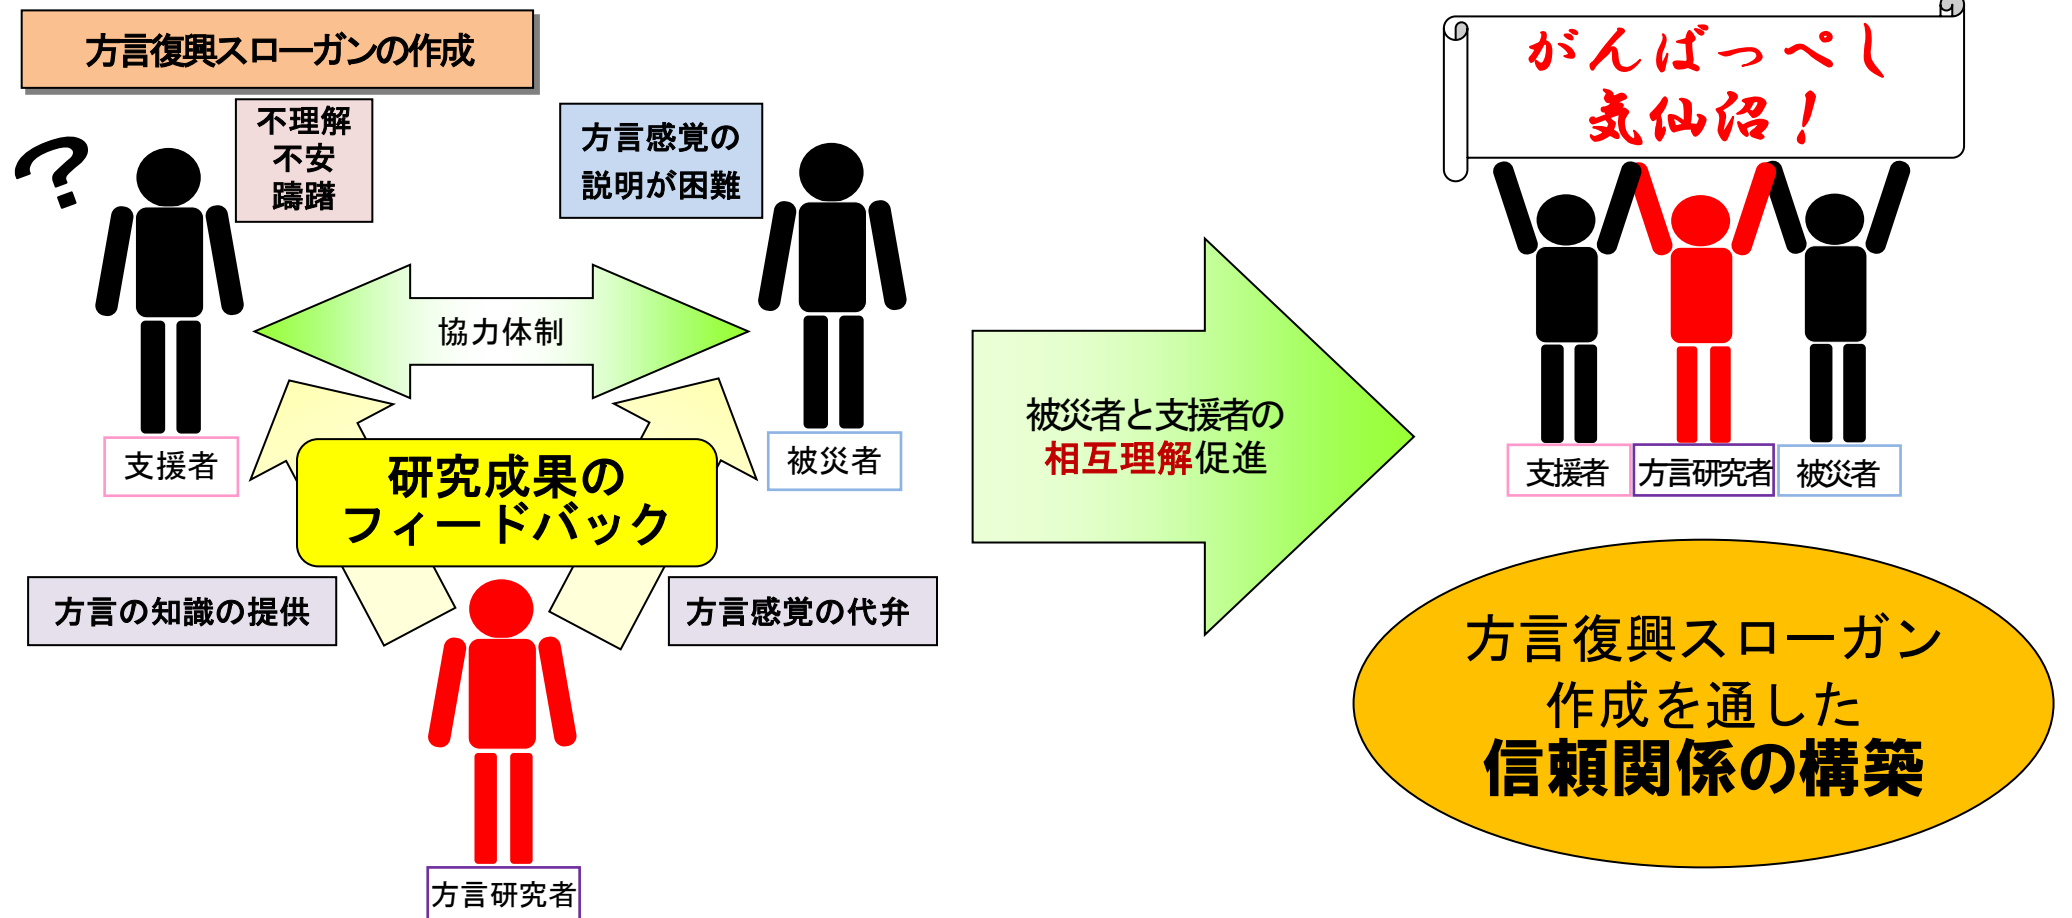 方言復興スローガンの作成
?
不理解
不安
躊躇
方言感覚の
説明が困難
協力体制
支援者
被災者
研究成果の
フィードバック
方言の知識の提供
方言感覚の代弁
方言研究者
被災者と支援者の
相互理解促進
がんばっぺし
気仙沼！
支援者
方言研究者
被災者
方言復興スローガン
作成を通した
信頼関係の構築